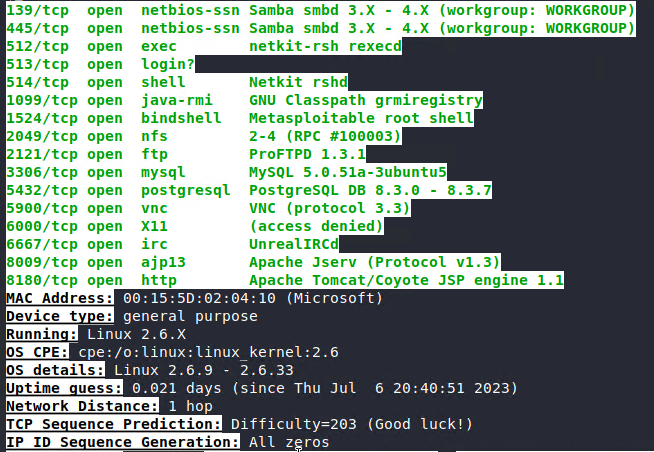 139/tcp  open  netbios-ssn Samba smbd 3.X - 4.X (workgroup: WORKGROUP)
445/tcp  open  netbios-ssn Samba smbd 3.X - 4.X (workgroup: WORKGROUP)
512/tcp  open  exec        netkit-rsh rexecd
513/tcp  open  login?
514/tcp  open  shell       Netkit rshd
1099/tcp open  java-rmi    GNU Classpath grmiregistry
1524/tcp open  bindshell   Metasploitable root shell
2049/tcp open  nfs         2-4 (RPC #100003)
2121/tcp open  ftp         ProFTPD 1.3.1
3306/tcp open  mysql       MySQL 5.0.51a-3ubuntu5
5432/tcp open  postgresql  PostgreSQL DB 8.3.0 - 8.3.7
5900/tcp open  vnc         VNC (protocol 3.3)
6000/tcp open  X11         (access denied)
6667/tcp open  irc         UnrealIRCd
8009/tcp open  ajp13       Apache Jserv (Protocol v1.3)
8180/tcp open  http        Apache Tomcat/Coyote JSP engine 1.1
MAC Address: 00:15:5D:02:04:10 (Microsoft)
Device type: general purpose
Running: Linux 2.6.X
OS CPE: cpe:/o:linux:linux_kernel:2.6
OS details: Linux 2.6.9 - 2.6.33
Uptime guess: 0.021 days (since Thu Jul  6 20:40:51 2023)
Network Distance: 1 hop
TCP Sequence Prediction: Difficulty=203 (Good luck!)
IP ID Sequence Generation: All zeros